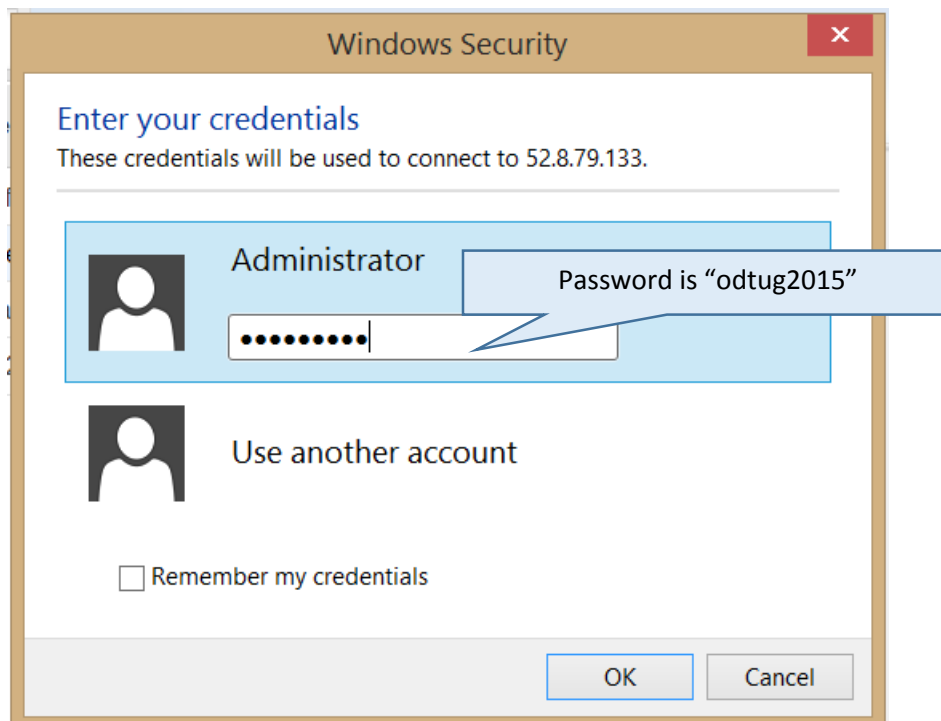 Windows Security
Enter your credentials
These credentials will be used to connect to 52.8.79.133.
Administrator
Password is “odtug2015”
●●●●●●●●●
Use another account
Remember my credentials
OK
Cancel